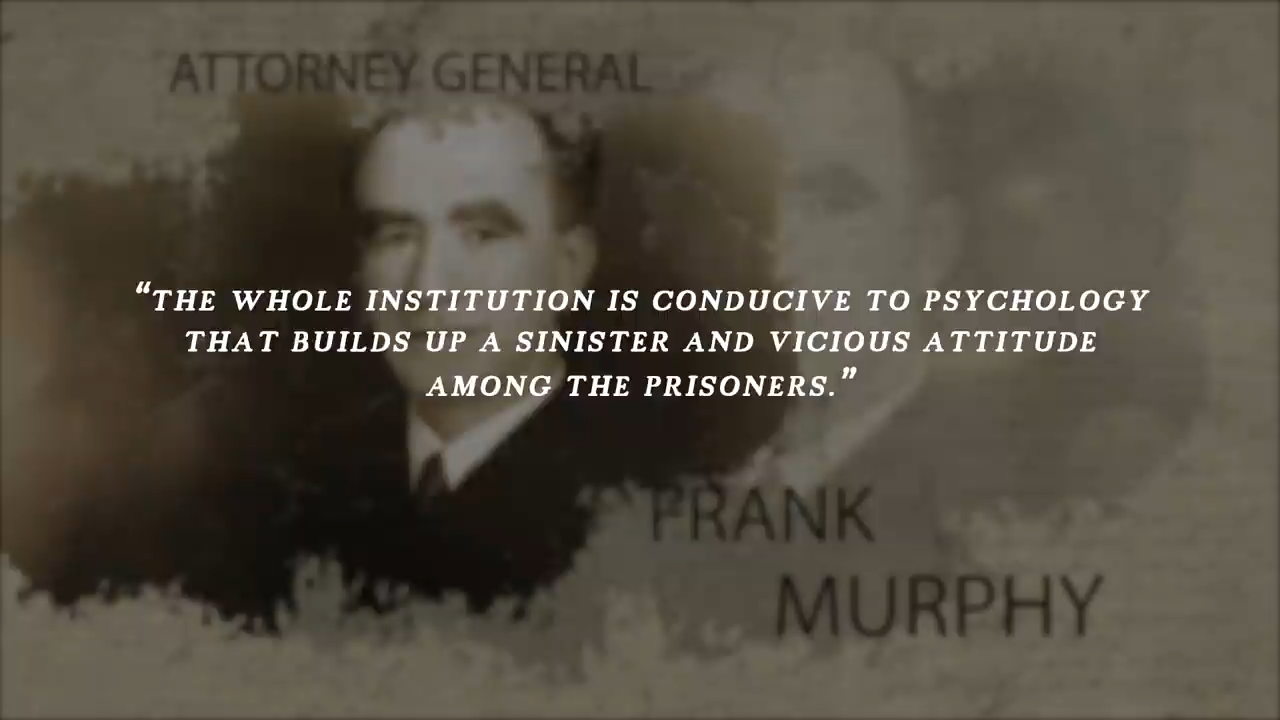 ATTORNEY GENERAL
“THE WHOLE INSTITUTION IS CONDUCIVE TO PSYCHOLOGY
THAT BUILDS UP A SINISTER AND VICIOUS ATTITUDE
AMONG THE PRISONERS.”
FRANK
MURPHY